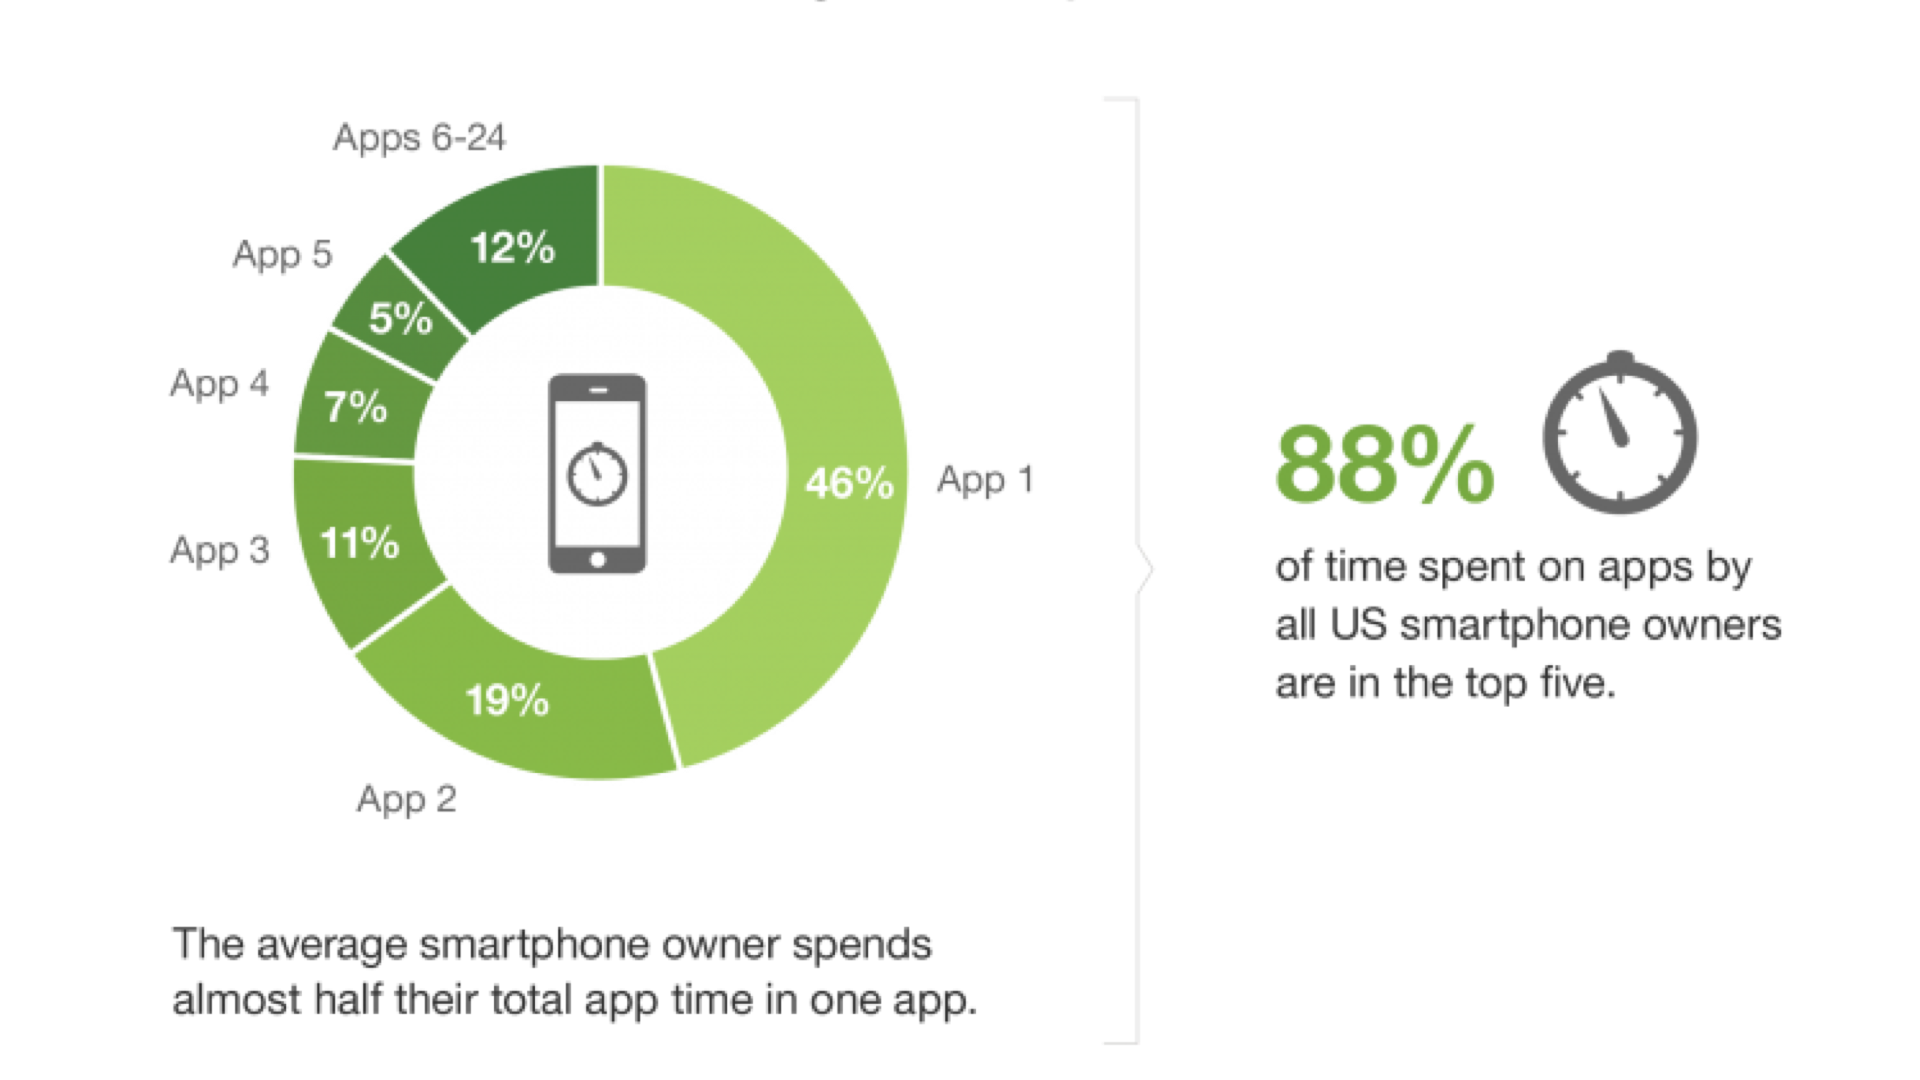 Apps 6-24
12%
App 5
5%
App 4
7%
46%
App 1
App 3
11%
19%
App 2
The average smartphone owner spends
almost half their total app time in one app.
88%
of time spent on apps by
all US smartphone owners
are in the top five.